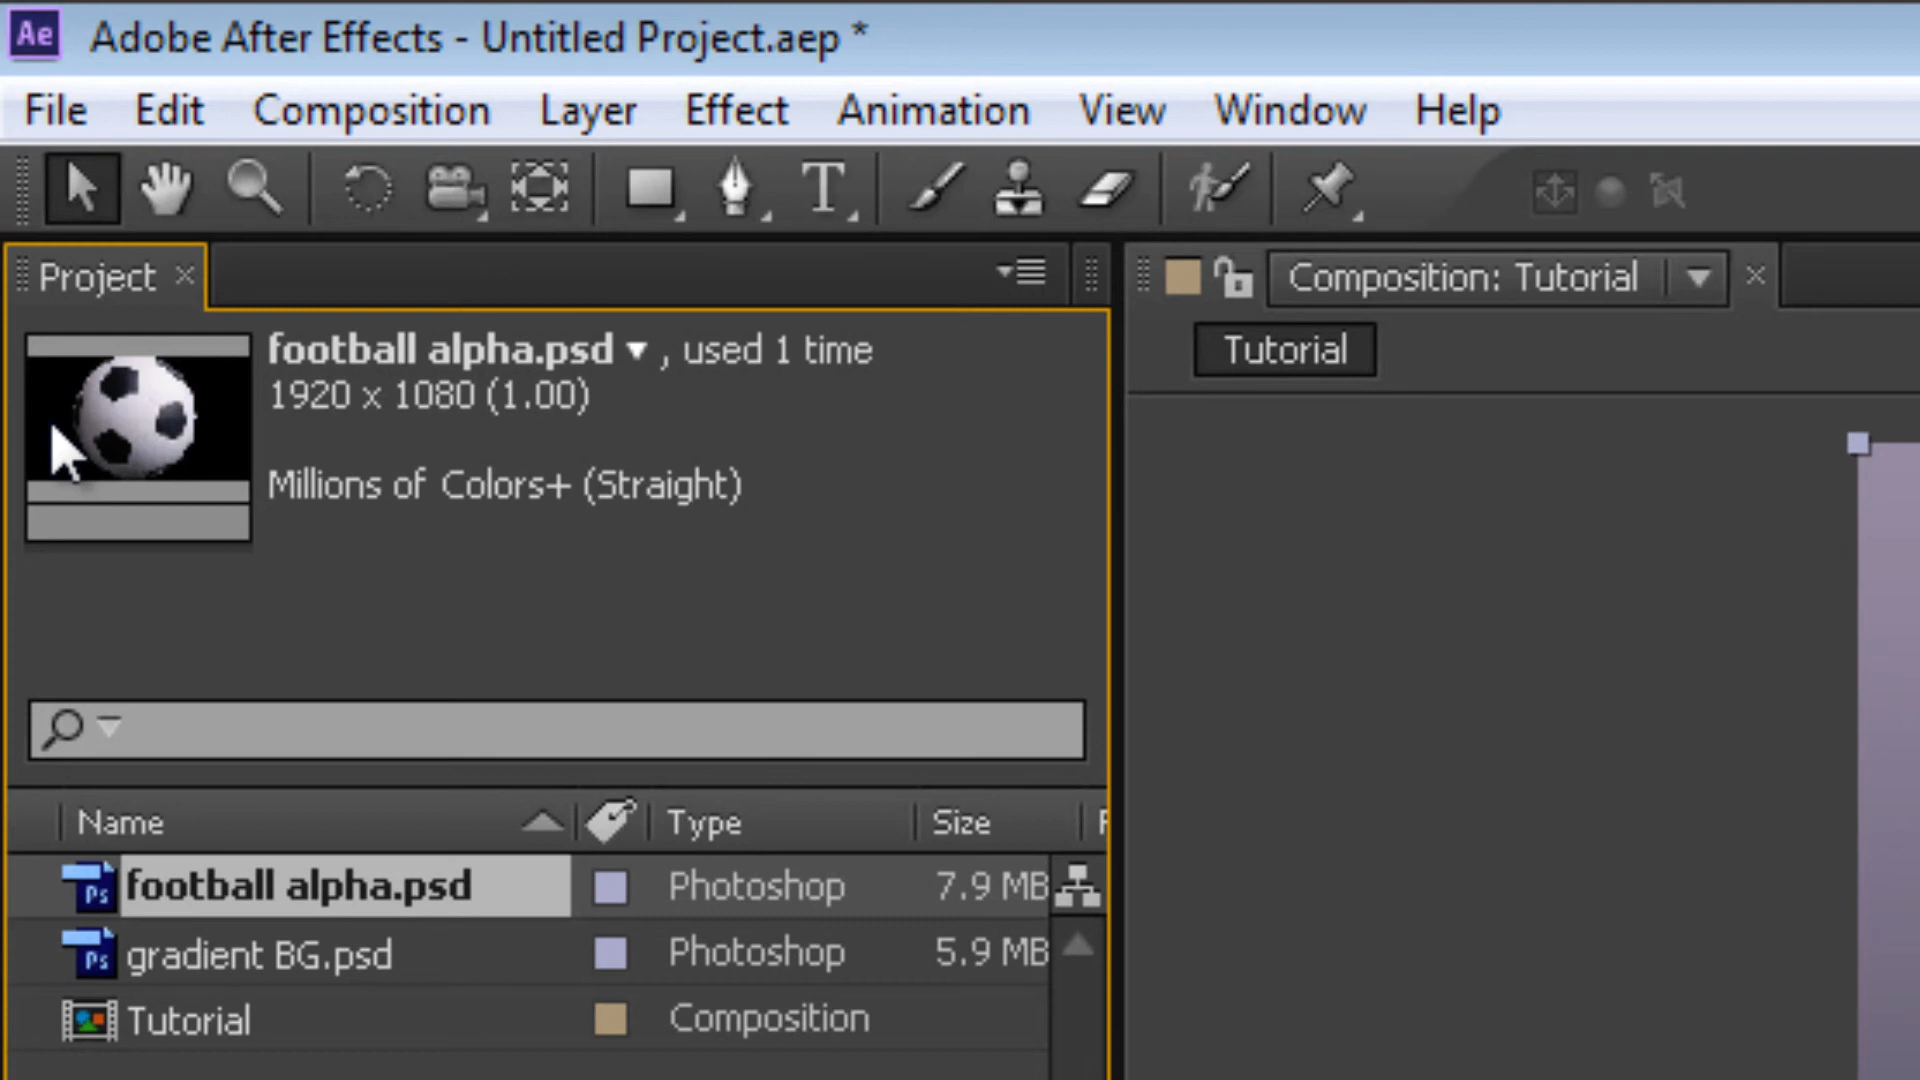 Ae Adobe After Effects - Untitled Project.aep *
File Edit Composition Layer Effect Animation View Window Help
T
Project × Composition: Tutorial ×
Tutorial
football alpha.psd ▼ , used 1 time
1920 x 1080 (1.00)
Millions of Colors+ (Straight)
Name Type Size
Ps football alpha.psd Photoshop 7.9 MB
Ps gradient BG.psd Photoshop 5.9 MB
Tutorial Composition